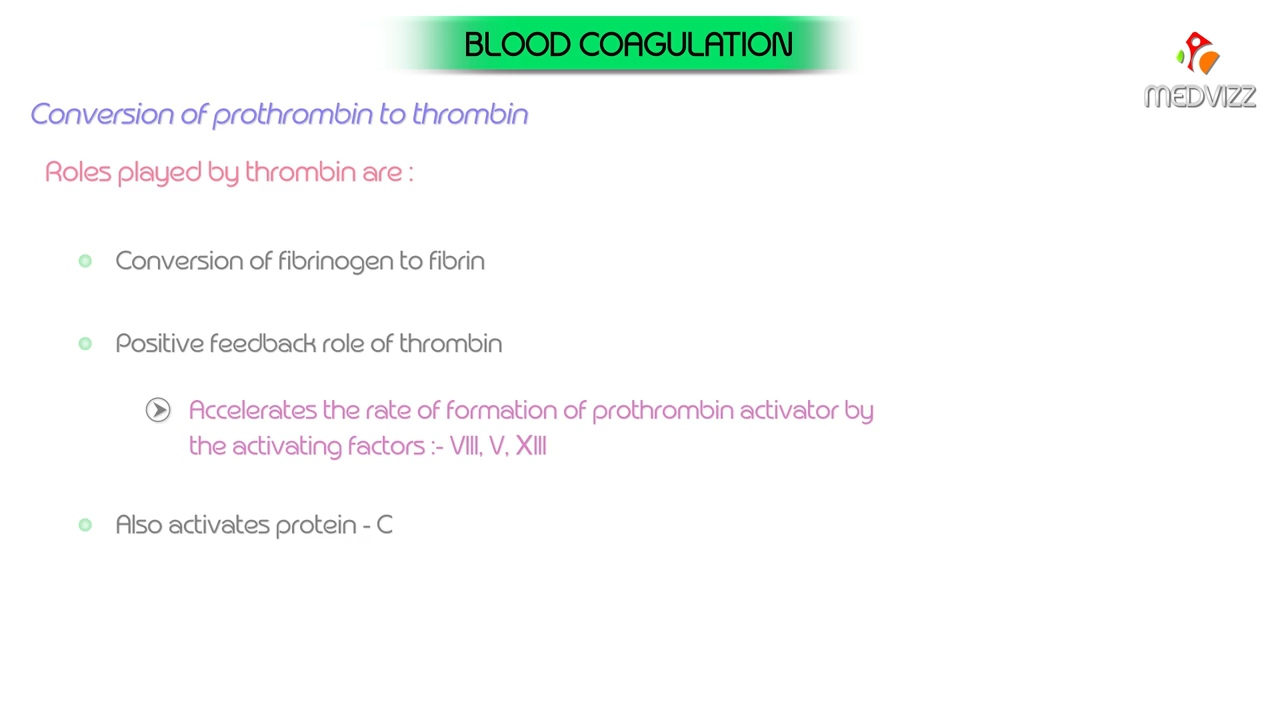 BLOOD COAGULATION
MEDVIZZ
Conversion of prothrombin to thrombin
Roles played by thrombin are :
Conversion of fibrinogen to fibrin
Positive feedback role of thrombin
Accelerates the rate of formation of prothrombin activator by
the activating factors :- VIII, V, XIII
Also activates protein - C